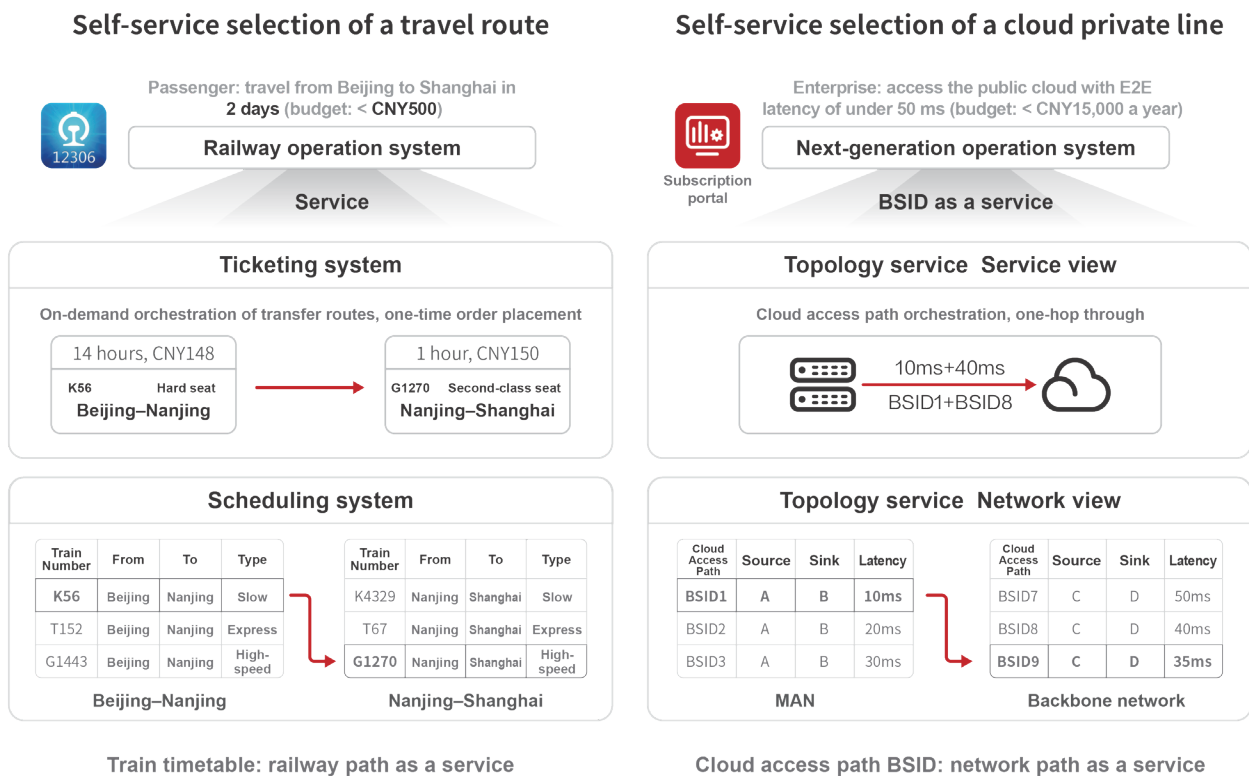 Self-service selection of a travel route
Passenger: travel from Beijing to Shanghai in
2 days (budget: < CNY500)
12306
Railway operation system
Service
Ticketing system
On-demand orchestration of transfer routes, one-time order placement
14 hours, CNY148
K56 Hard seat
Beijing–Nanjing
1 hour, CNY150
G1270 Second-class seat
Nanjing–Shanghai
Scheduling system
Train Number From To Type
K56 Beijing Nanjing Slow
T152 Beijing Nanjing Express
G1443 Beijing Nanjing High-speed
Beijing–Nanjing
Train Number From To Type
K4329 Nanjing Shanghai Slow
T67 Nanjing Shanghai Express
G1270 Nanjing Shanghai High-speed
Nanjing–Shanghai
Train timetable: railway path as a service
Self-service selection of a cloud private line
Enterprise: access the public cloud with E2E
latency of under 50 ms (budget: < CNY15,000 a year)
Subscription
portal
Next-generation operation system
BSID as a service
Topology service Service view
Cloud access path orchestration, one-hop through
10ms+40ms
BSID1+BSID8
Topology service Network view
Cloud Access Path Source Sink Latency
BSID1 A B 10ms
BSID2 A B 20ms
BSID3 A B 30ms
MAN
Cloud Access Path Source Sink Latency
BSID7 C D 50ms
BSID8 C D 40ms
BSID9 C D 35ms
Backbone network
Cloud access path BSID: network path as a service